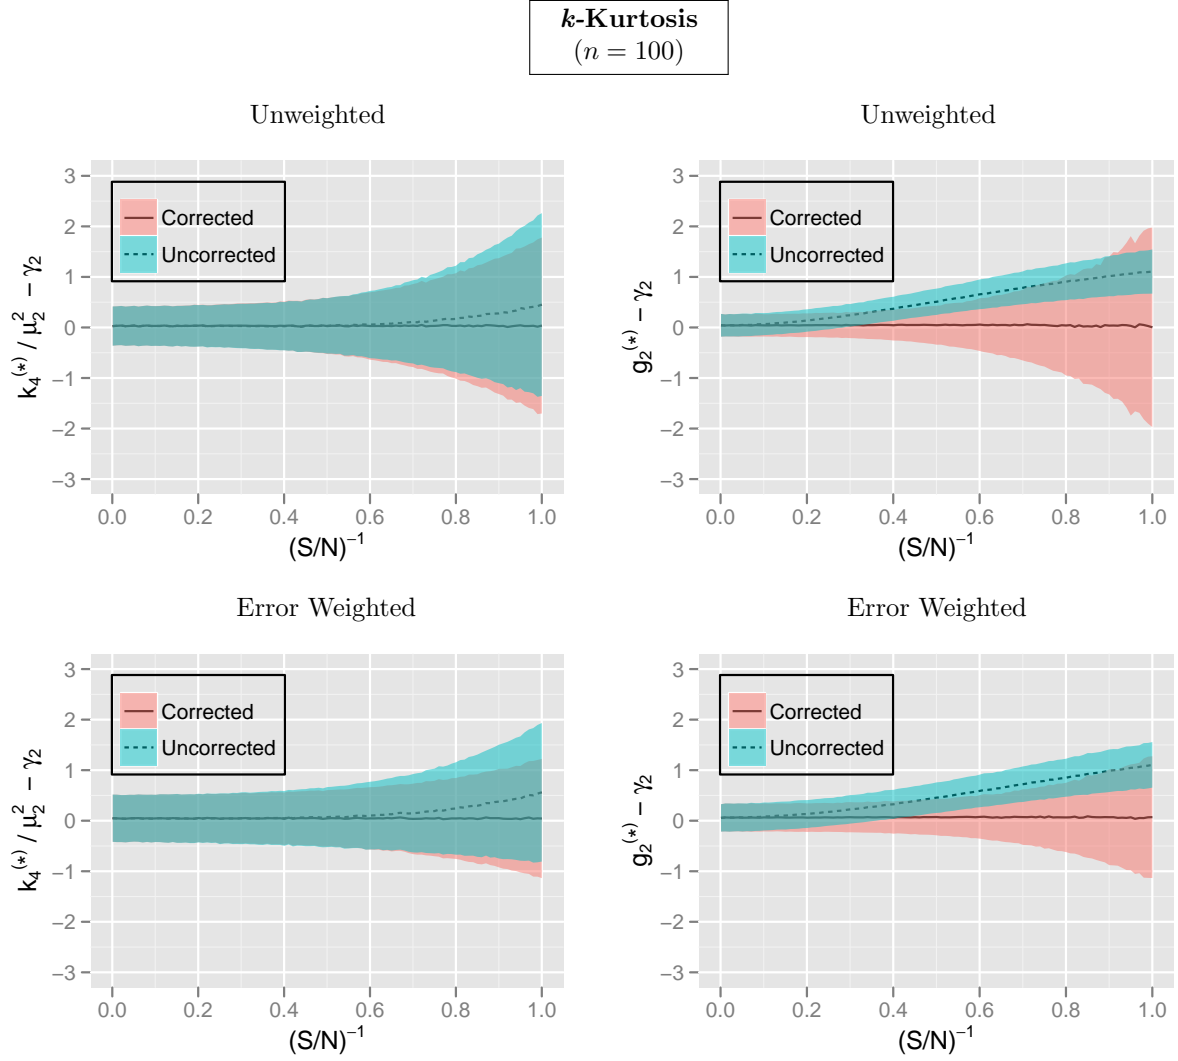 k-Kurtosis
(n = 100)
Unweighted
3
2
1
0
−1
−2
−3
k4(*) / μ2² − γ2
Corrected
Uncorrected
0.0 0.2 0.4 0.6 0.8 1.0
(S/N)⁻¹
Unweighted
3
2
1
0
−1
−2
−3
g2(*) − γ2
Corrected
Uncorrected
0.0 0.2 0.4 0.6 0.8 1.0
(S/N)⁻¹
Error Weighted
3
2
1
0
−1
−2
−3
k4(*) / μ2² − γ2
Corrected
Uncorrected
0.0 0.2 0.4 0.6 0.8 1.0
(S/N)⁻¹
Error Weighted
3
2
1
0
−1
−2
−3
g2(*) − γ2
Corrected
Uncorrected
0.0 0.2 0.4 0.6 0.8 1.0
(S/N)⁻¹